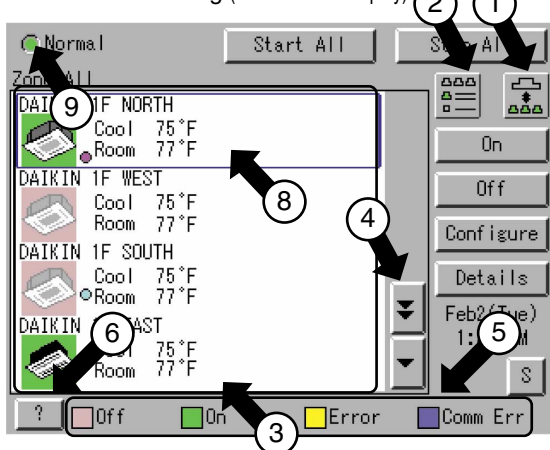 2 1
Normal Start All
9
DAIKIN 1F NORTH
Cool 75°F
Room 77°F
On
8
DAIKIN 1F WEST
Cool 75°F
Room 77°F
Off
4
Configure
DAIKIN 1F SOUTH
Cool 75°F
Room 77°F
Details
Feb2(Tue)
DAIKIN
6
75°F
Room 77°F
5
S
? Off On Error Comm Err
3